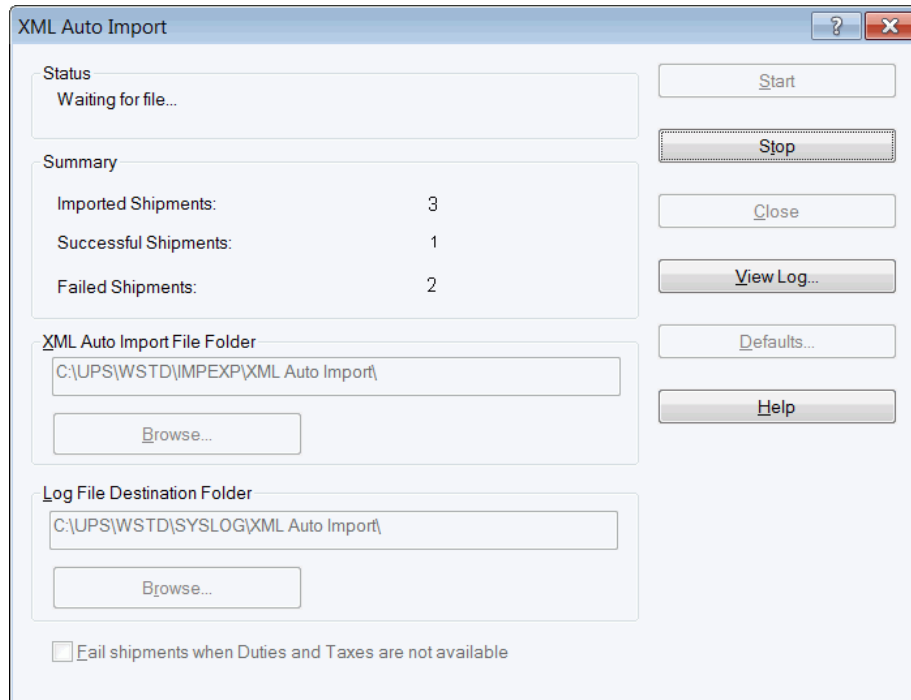 XML Auto Import
?
X
Status
Waiting for file...
Summary
Imported Shipments: 3
Successful Shipments: 1
Failed Shipments: 2
XML Auto Import File Folder
C:\UPS\WSTD\IMPEXP\XML Auto Import\
Browse...
Log File Destination Folder
C:\UPS\WSTD\SYSLOG\XML Auto Import\
Browse...
Fail shipments when Duties and Taxes are not available
Start
Stop
Close
View Log...
Defaults...
Help